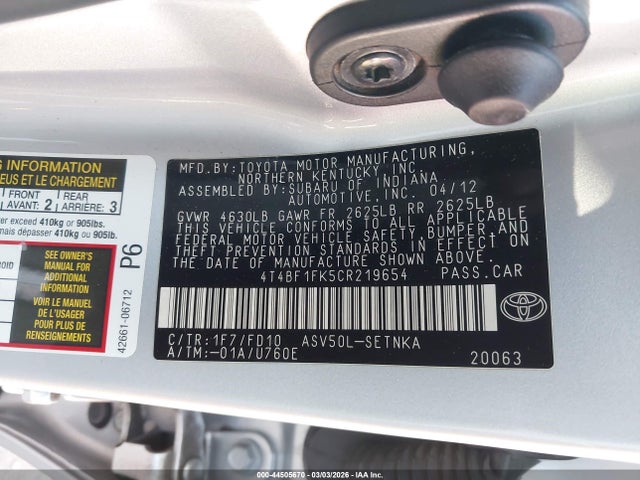 G INFORMATION
EUS ET LE CHARGEMENT
FRONT
AVANT: 2
REAR
ARRIÈRE: 3
er exceed 410kg or 905lbs.
mais dépasser 410kg ou 905lb.
SEE OWNER'S
MANUAL FOR
ADDITIONAL
INFORMATION
VOIR LE MANUEL
DE L'USAGER
POUR PLUS DE
RENSEIGNEMENTS
P6
42661-06712
MFD.BY: TOYOTA MOTOR MANUFACTURING,
NORTHERN KENTUCKY, INC.
ASSEMBLED BY: SUBARU OF INDIANA
AUTOMOTIVE, INC. 04/12
GVWR 4630LB GAWR FR 2625LB RR 2625LB
THIS VEHICLE CONFORMS TO ALL APPLICABLE
FEDERAL MOTOR VEHICLE SAFETY, BUMPER, AND
THEFT PREVENTION STANDARDS IN EFFECT ON
THE DATE OF MANUFACTURE SHOWN ABOVE.
4T4BF1FK5CR219654 PASS.CAR
C/TR: 1F7/FD10 ASV50L-SETNKA
A/TM: -01A/U760E
20063
TOYOTA
000-44505670 | 03/03/2026 | IAA INC